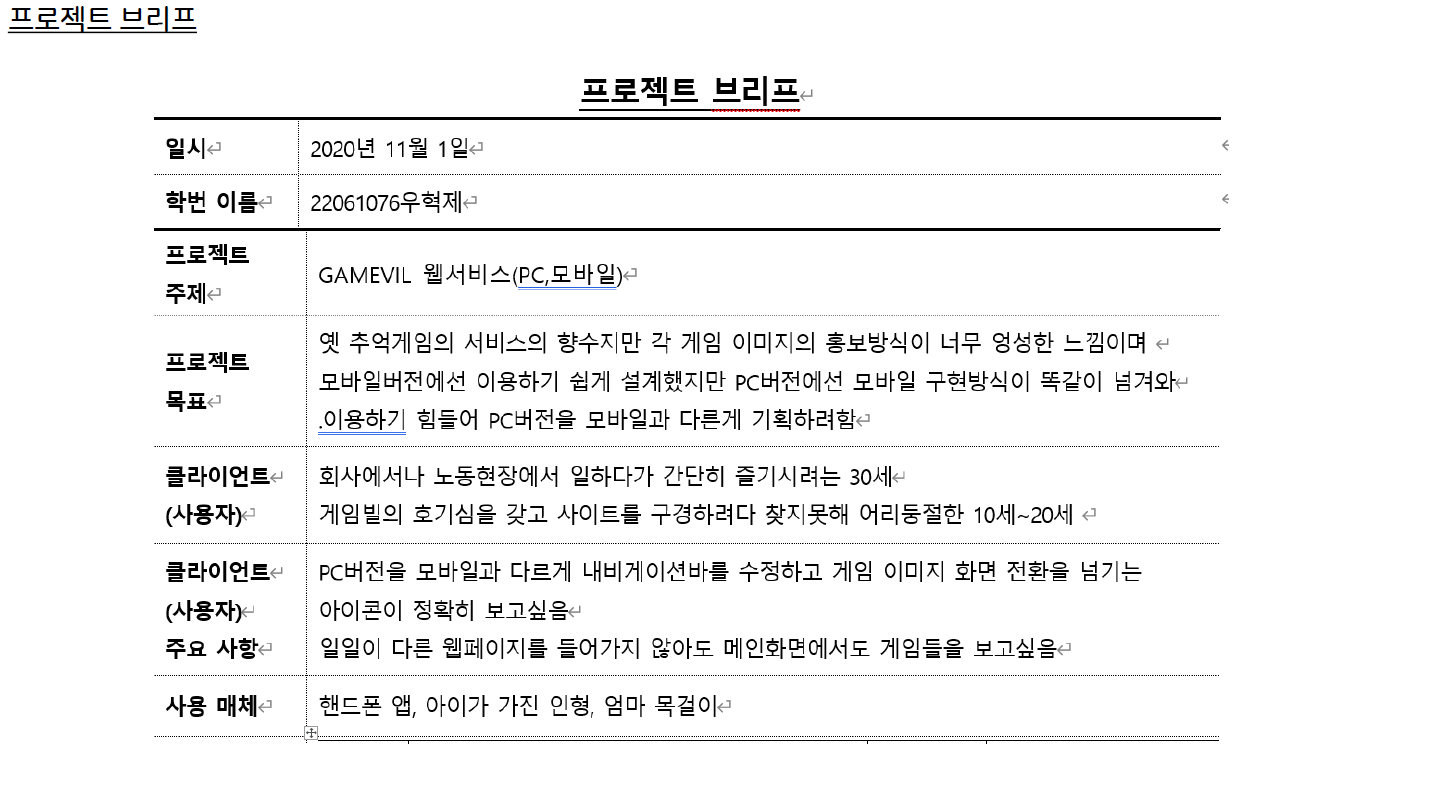 프로젝트 브리프
프로젝트 브리프
일시
2020년 11월 1일
학번 이름
22061076우혁제
프로젝트
주제
GAMEVIL 웹서비스(PC,모바일)
프로젝트
목표
옛 추억게임의 서비스의 향수지만 각 게임 이미지의 홍보방식이 너무 엉성한 느낌이며
모바일버전에선 이용하기 쉽게 설계했지만 PC버전에선 모바일 구현방식이 똑같이 넘겨와
.이용하기 힘들어 PC버전을 모바일과 다른게 기획하려함
클라이언트
(사용자)
회사에서나 노동현장에서 일하다가 간단히 즐기시려는 30세
게임빌의 호기심을 갖고 사이트를 구경하려다 찾지못해 어리둥절한 10세~20세
클라이언트
(사용자)
주요 사항
PC버전을 모바일과 다르게 내비게이션바를 수정하고 게임 이미지 화면 전환을 넘기는
아이콘이 정확히 보고싶음
일일이 다른 웹페이지를 들어가지 않아도 메인화면에서도 게임들을 보고싶음
사용 매체
핸드폰 앱, 아이가 가진 인형, 엄마 목걸이